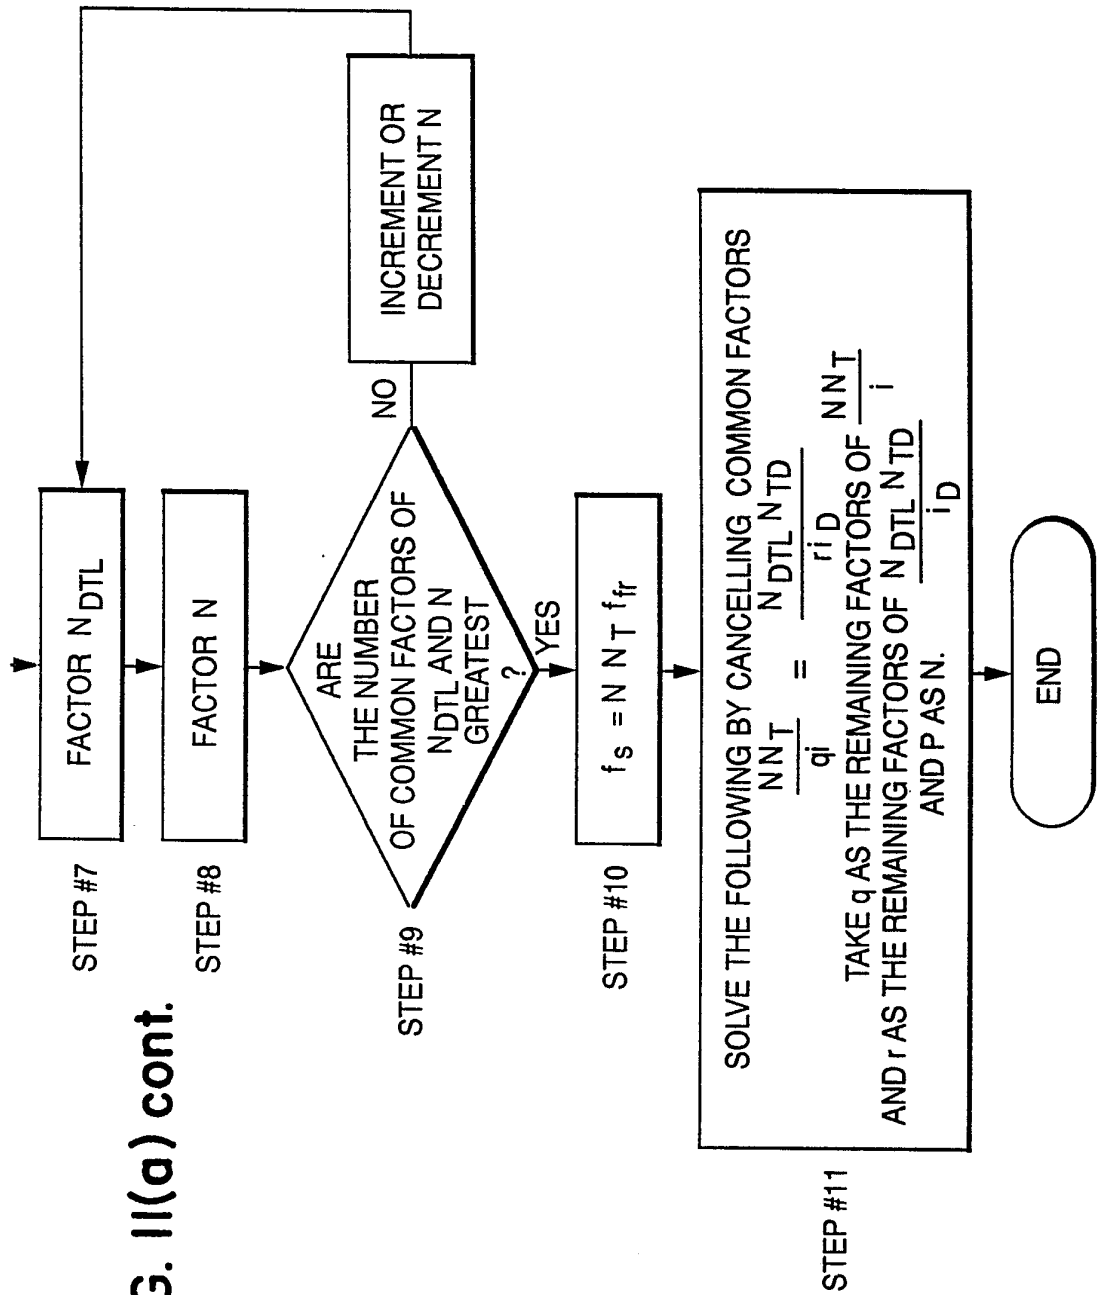 G. 11(a) cont.
STEP #7
FACTOR N_DTL
STEP #8
FACTOR N
STEP #9
ARE
THE NUMBER
OF COMMON FACTORS OF
N_DTL AND N
GREATEST
?
NO
INCREMENT OR
DECREMENT N
YES
STEP #10
f_s = N N_T f_fr
STEP #11
SOLVE THE FOLLOWING BY CANCELLING COMMON FACTORS
N N_T / qi = N_DTL N_TD / r i_D
TAKE q AS THE REMAINING FACTORS OF N N_T / i
AND r AS THE REMAINING FACTORS OF N_DTL N_TD / i_D
AND P AS N.
END